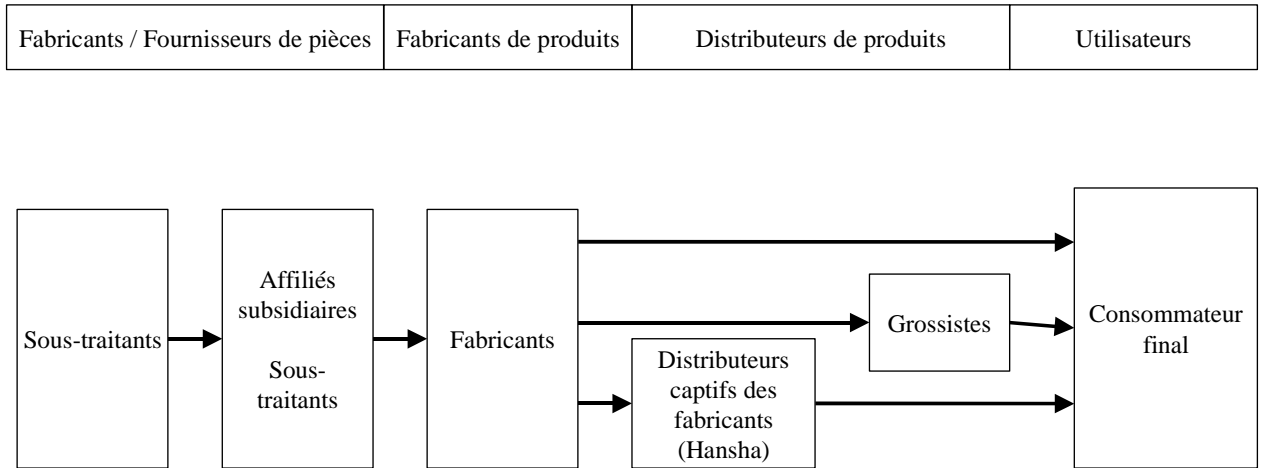 Fabricants / Fournisseurs de pièces
Fabricants de produits
Distributeurs de produits
Utilisateurs
Sous-traitants
Affiliés
subsidiaires
Sous-
traitants
Fabricants
Grossistes
Distributeurs
captifs des
fabricants
(Hansha)
Consommateur
final